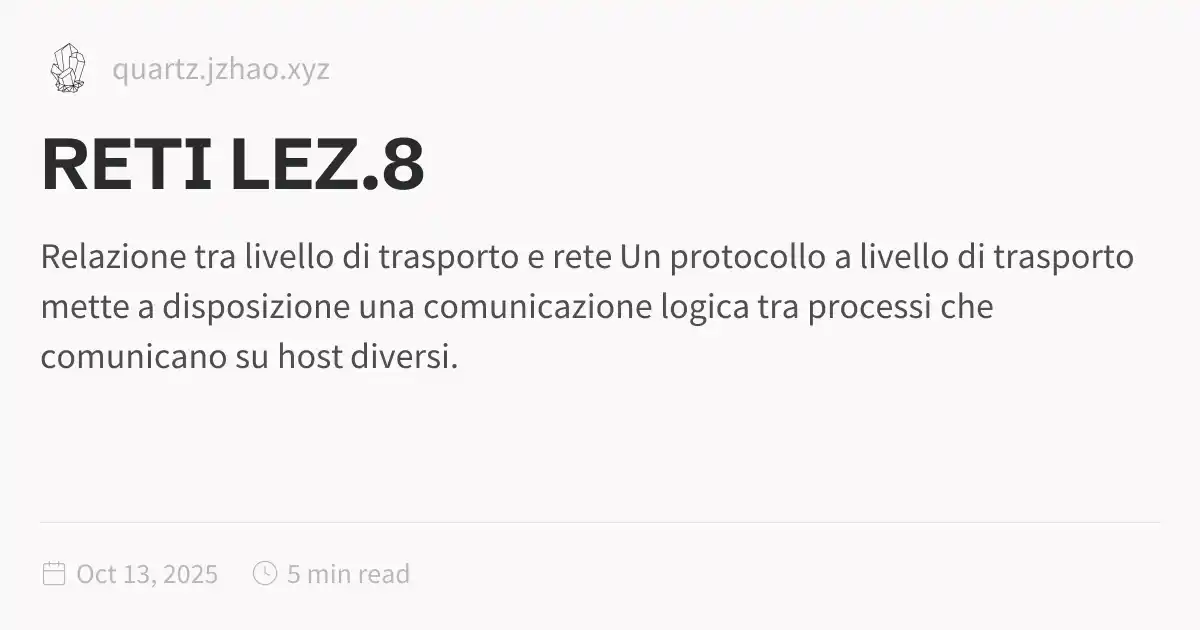 quartz.jzhao.xyz
RETI LEZ.8
Relazione tra livello di trasporto e rete Un protocollo a livello di trasporto
mette a disposizione una comunicazione logica tra processi che
comunicano su host diversi.
Oct 13, 2025 5 min read